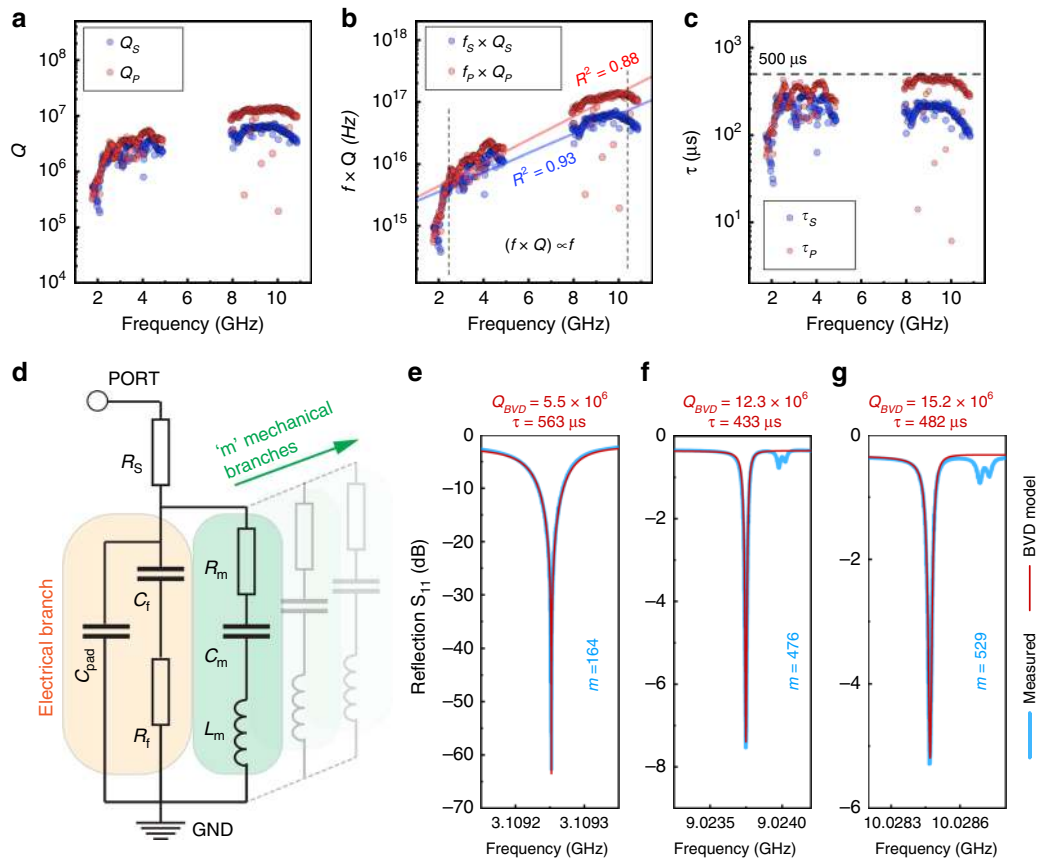 a
Q_S
Q_P
10^8
10^7
10^6
10^5
10^4
Q
2 4 6 8 10
Frequency (GHz)
b
f_S × Q_S
f_P × Q_P
10^18
10^17
10^16
10^15
f × Q (Hz)
R^2 = 0.88
R^2 = 0.93
(f × Q) ∝ f
2 4 6 8 10
Frequency (GHz)
c
10^3
10^2
10^1
τ (μs)
500 μs
τ_S
τ_P
2 4 6 8 10
Frequency (GHz)
d
PORT
R_S
'm' mechanical
branches
Electrical branch
C_pad
C_f
R_f
R_m
C_m
L_m
GND
e
Q_BVD = 5.5 × 10^6
τ = 563 μs
0
−10
−20
−30
−40
−50
−60
−70
Reflection S_11 (dB)
m =164
3.1092 3.1093
Frequency (GHz)
f
Q_BVD = 12.3 × 10^6
τ = 433 μs
0
−2
−4
−6
−8
m = 476
9.0235 9.0240
Frequency (GHz)
g
Q_BVD = 15.2 × 10^6
τ = 482 μs
0
−2
−4
−6
m = 529
10.0283 10.0286
Frequency (GHz)
Measured
BVD model